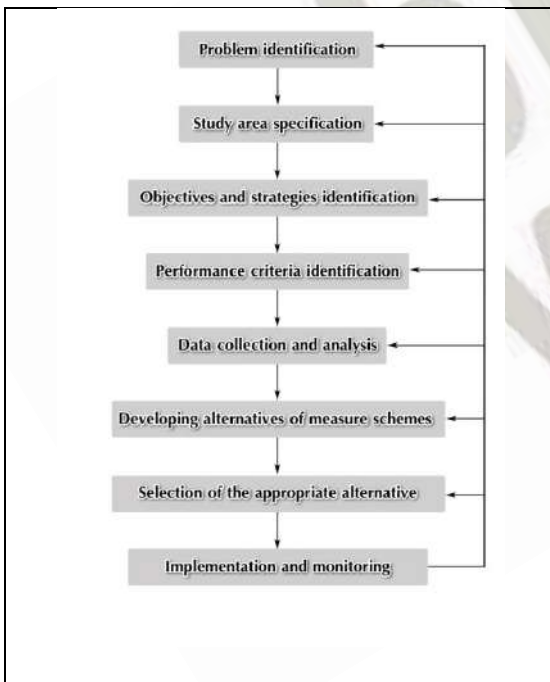 Problem identification
Study area specification
Objectives and strategies identification
Performance criteria identification
Data collection and analysis
Developing alternatives of measure schemes
Selection of the appropriate alternative
Implementation and monitoring